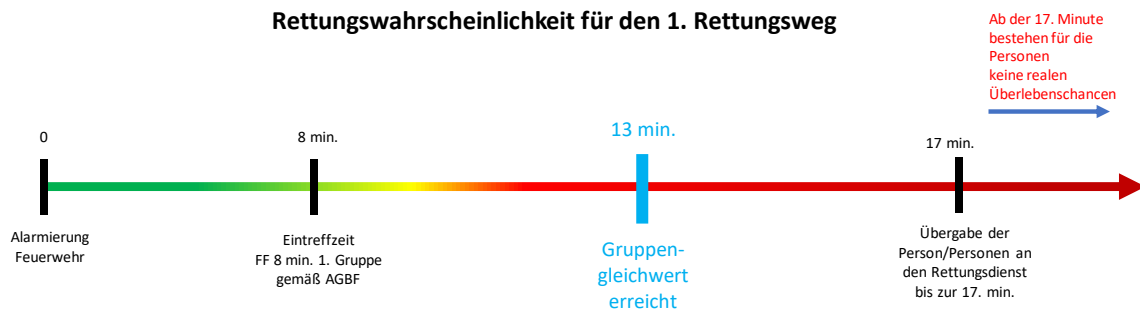 Rettungswahrscheinlichkeit für den 1. Rettungsweg
Ab der 17. Minute
bestehen für die
Personen
keine realen
Überlebenschancen
0
8 min.
13 min.
17 min.
Alarmierung
Feuerwehr
Eintreffzeit
FF 8 min. 1. Gruppe
gemäß AGBF
Gruppen-
gleichwert
erreicht
Übergabe der
Person/Personen an
den Rettungsdienst
bis zur 17. min.